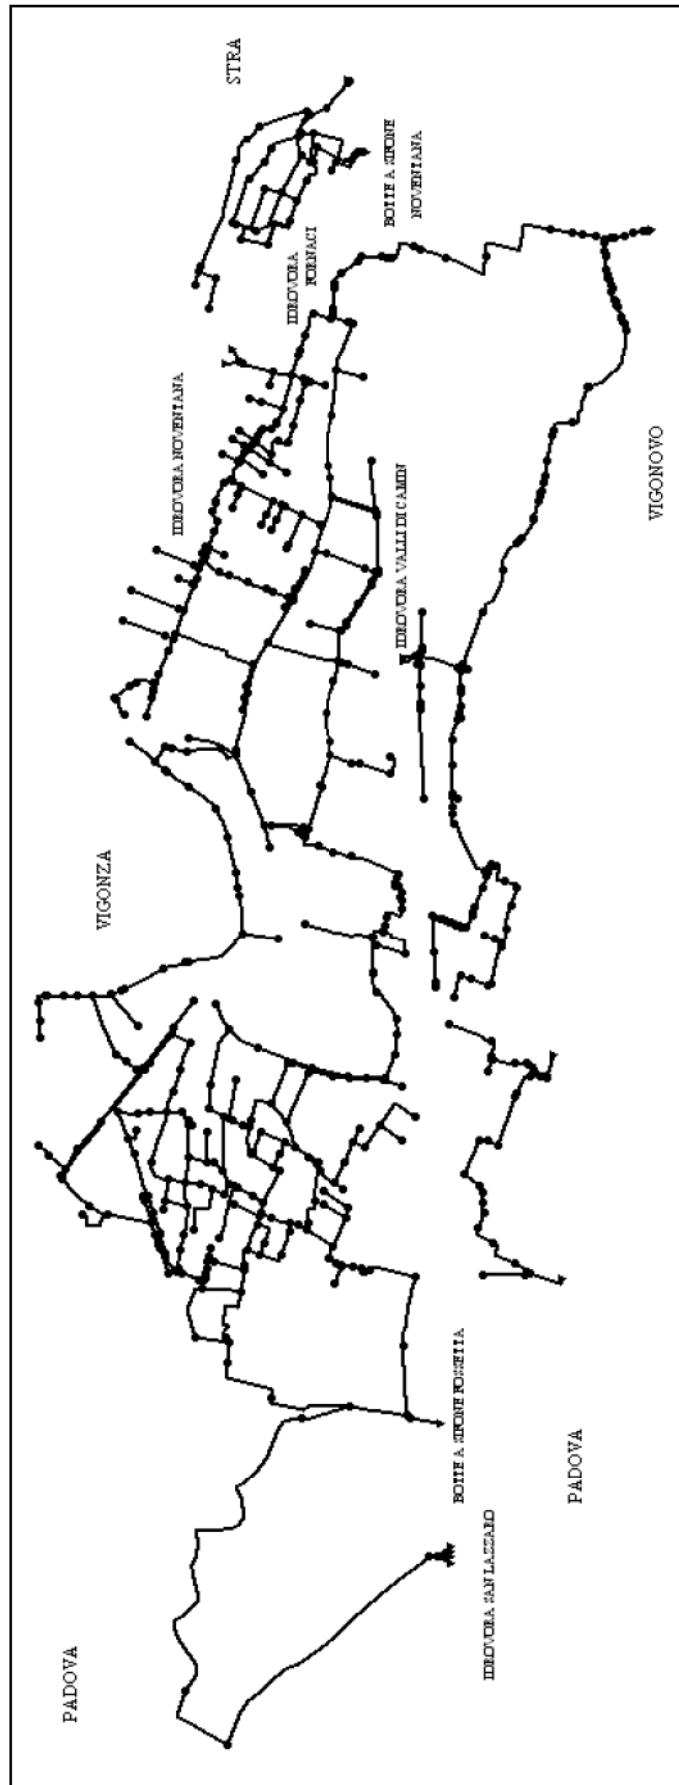 STRA
BOTTE A SIFONE
NOVENTANA
IDROVORA
FORNACI
IDROVORA NOVENTANA
IDROVORA VALLI DI CAMIN
VIGONOVO
VIGONZA
BOTTE A SIFONE FOSSETTA
PADOVA
IDROVORA SAN LAZZARO
PADOVA